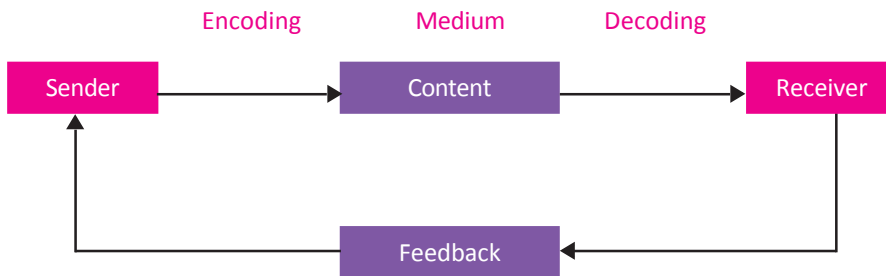 Encoding Medium Decoding
Sender Content Receiver
Feedback